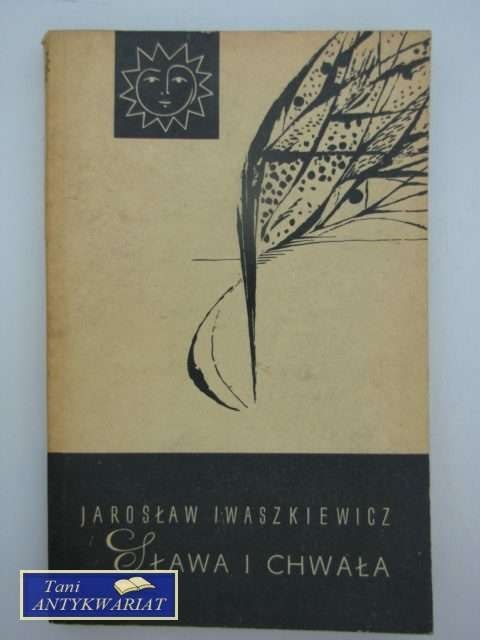 JAROSŁAW IWASZKIEWICZ
SŁAWA I CHWAŁA
Tani
ANTYKWARIAT